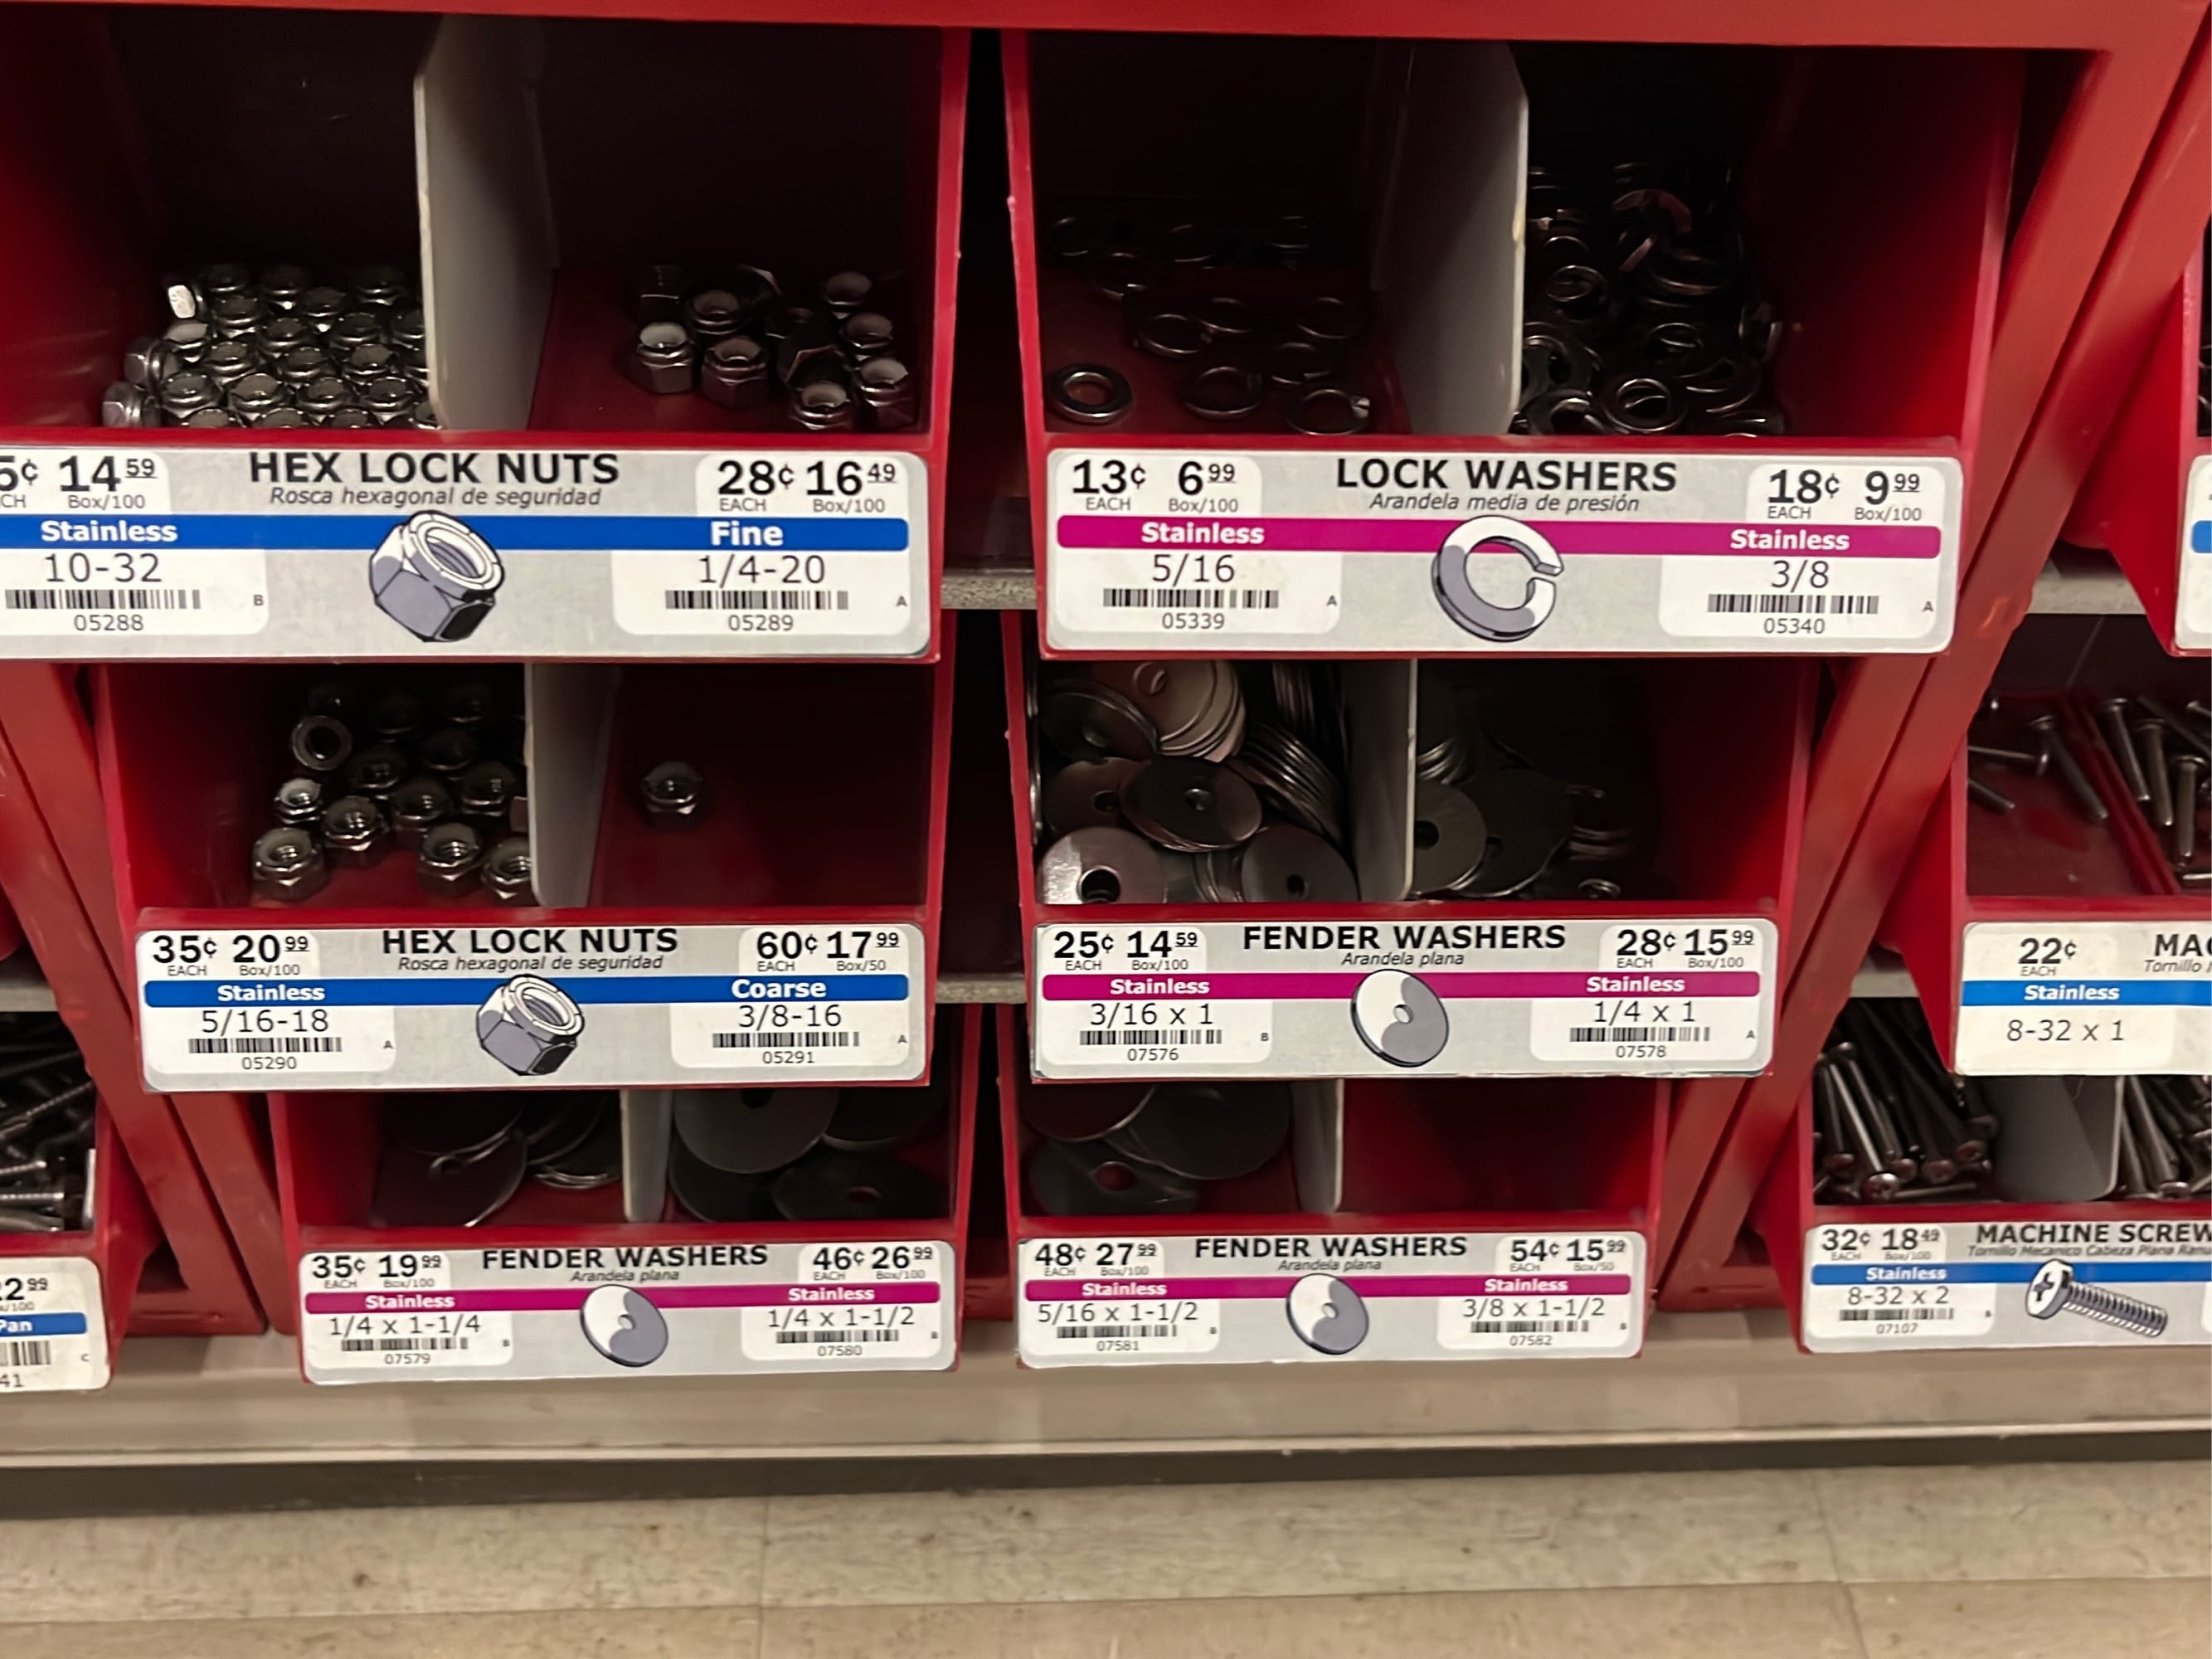 5¢ 14 59
CH Box/100
HEX LOCK NUTS
Rosca hexagonal de seguridad
28¢ 16 49
EACH Box/100
Stainless
Fine
10-32
1/4-20
05288
B
05289
A
13¢ 6 99
EACH Box/100
LOCK WASHERS
Arandela media de presión
18¢ 9 99
EACH Box/100
Stainless
Stainless
5/16
3/8
05339
A
05340
A
35¢ 20 99
EACH Box/100
HEX LOCK NUTS
Rosca hexagonal de seguridad
60¢ 17 99
EACH Box/50
Stainless
Coarse
5/16-18
3/8-16
05290
A
05291
A
25¢ 14 59
EACH Box/100
FENDER WASHERS
Arandela plana
28¢ 15 99
EACH Box/100
Stainless
Stainless
3/16 x 1
1/4 x 1
07576
B
07578
A
22¢
EACH
MA
Tornillo
Stainless
8-32 x 1
2 99
/100
Pan
41
C
35¢ 19 99
EACH Box/100
FENDER WASHERS
Arandela plana
46¢ 26 99
EACH Box/100
Stainless
Stainless
1/4 x 1-1/4
1/4 x 1-1/2
07579
B
07580
B
48¢ 27 99
EACH Box/100
FENDER WASHERS
Arandela plana
54¢ 15 99
EACH Box/50
Stainless
Stainless
5/16 x 1-1/2
3/8 x 1-1/2
07581
B
07582
B
32¢ 18 49
EACH Box/100
MACHINE SCREW
Tornillo Mecanico Cabeza Plana
Stainless
8-32 x 2
07107